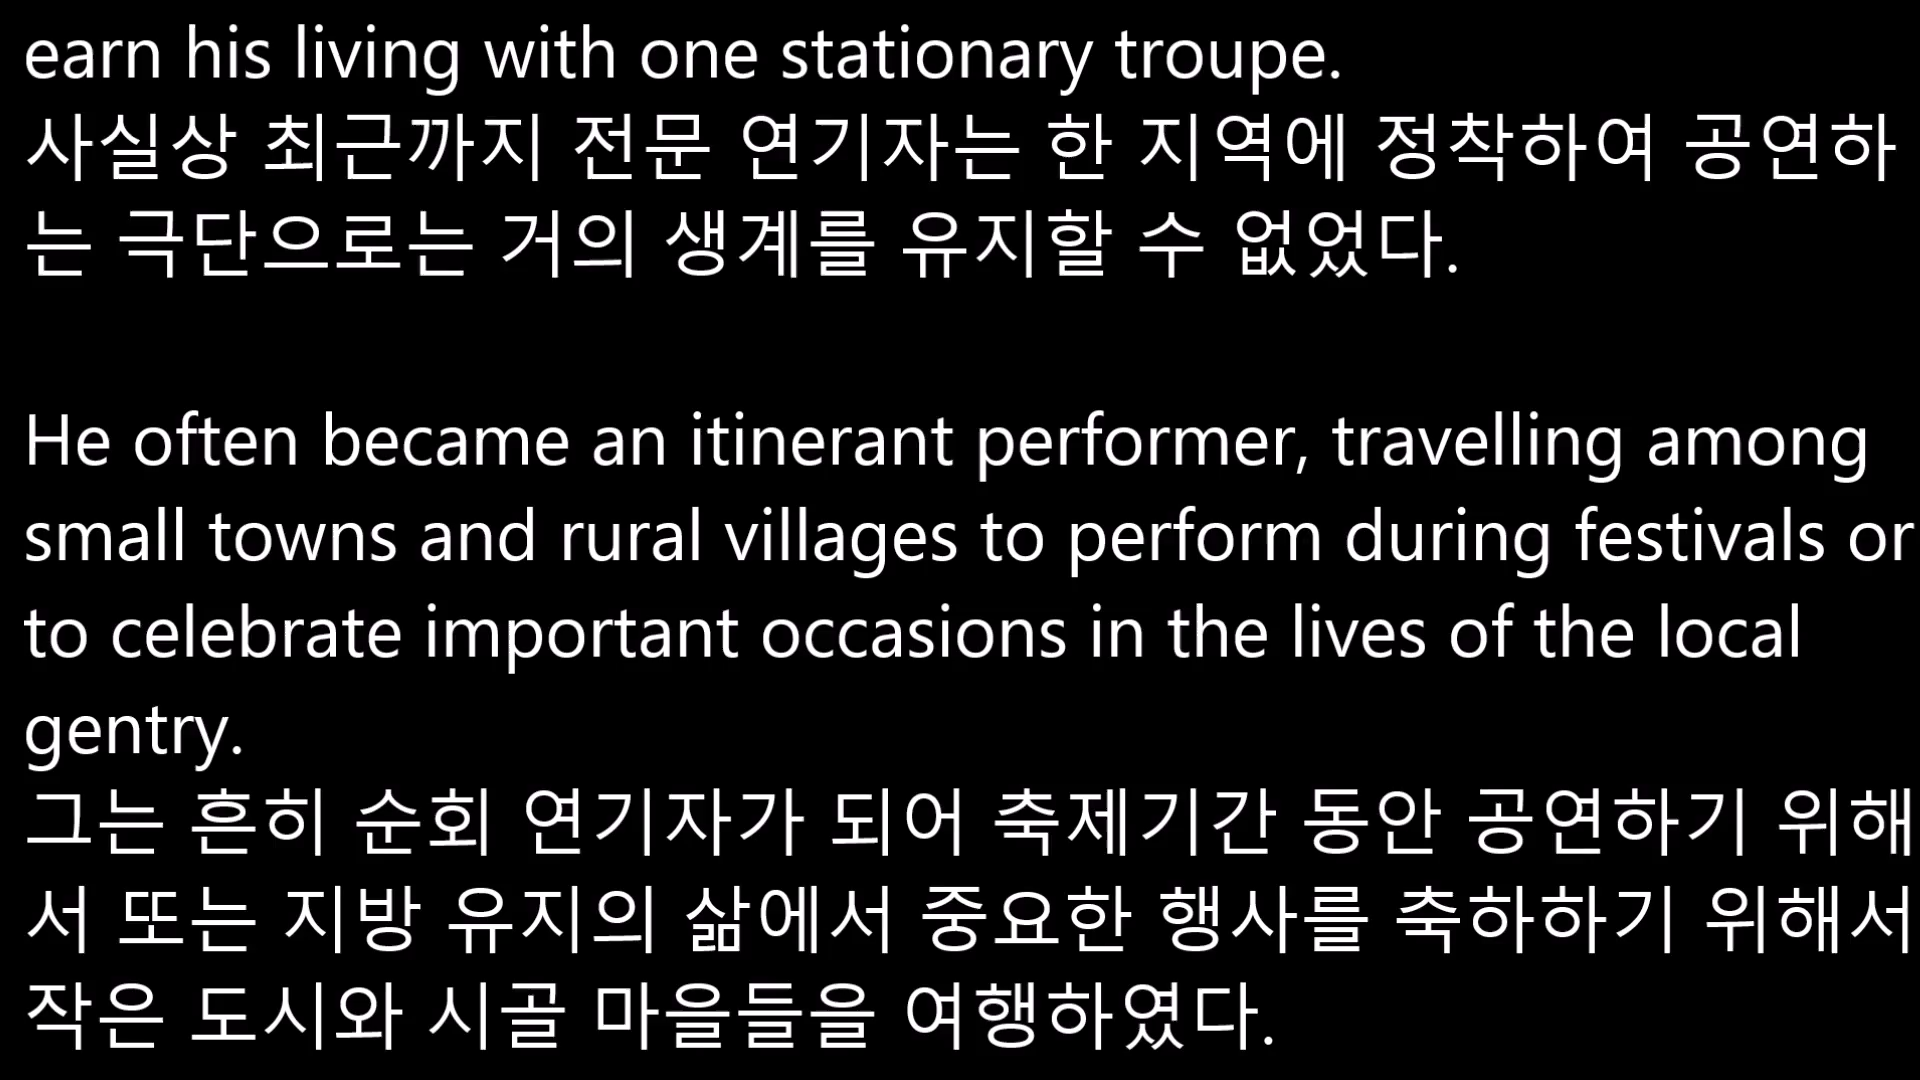 earn his living with one stationary troupe.
사실상 최근까지 전문 연기자는 한 지역에 정착하여 공연하
는 극단으로는 거의 생계를 유지할 수 없었다.
He often became an itinerant performer, travelling among
small towns and rural villages to perform during festivals or
to celebrate important occasions in the lives of the local
gentry.
그는 흔히 순회 연기자가 되어 축제기간 동안 공연하기 위해
서 또는 지방 유지의 삶에서 중요한 행사를 축하하기 위해서
작은 도시와 시골 마을들을 여행하였다.